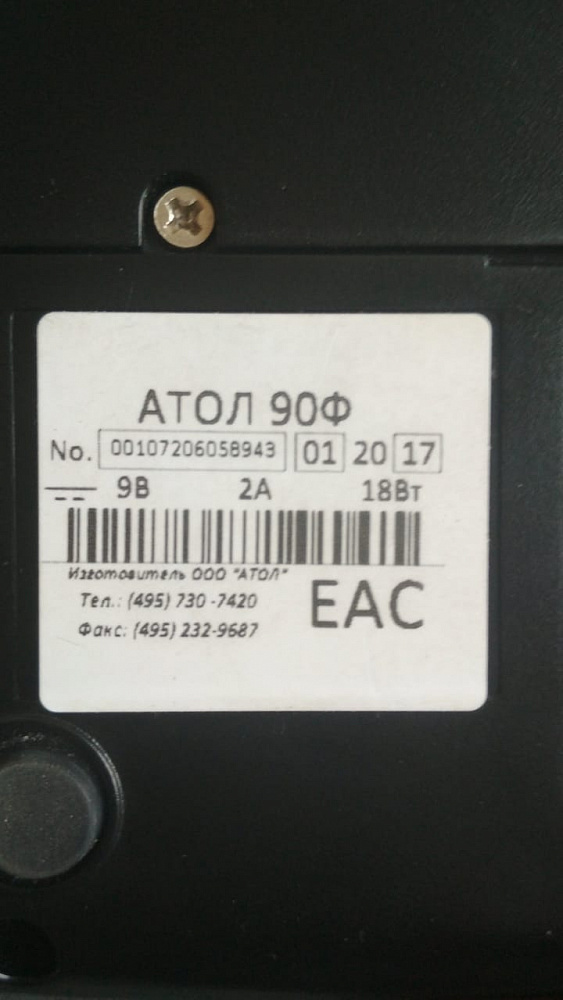 АТОЛ 90Ф
No. 00107206058943 01 20 17
9В 2А 18Вт
Изготовитель ООО "АТОЛ"
Тел.: (495) 730-7420
Факс: (495) 232-9687
ЕАС